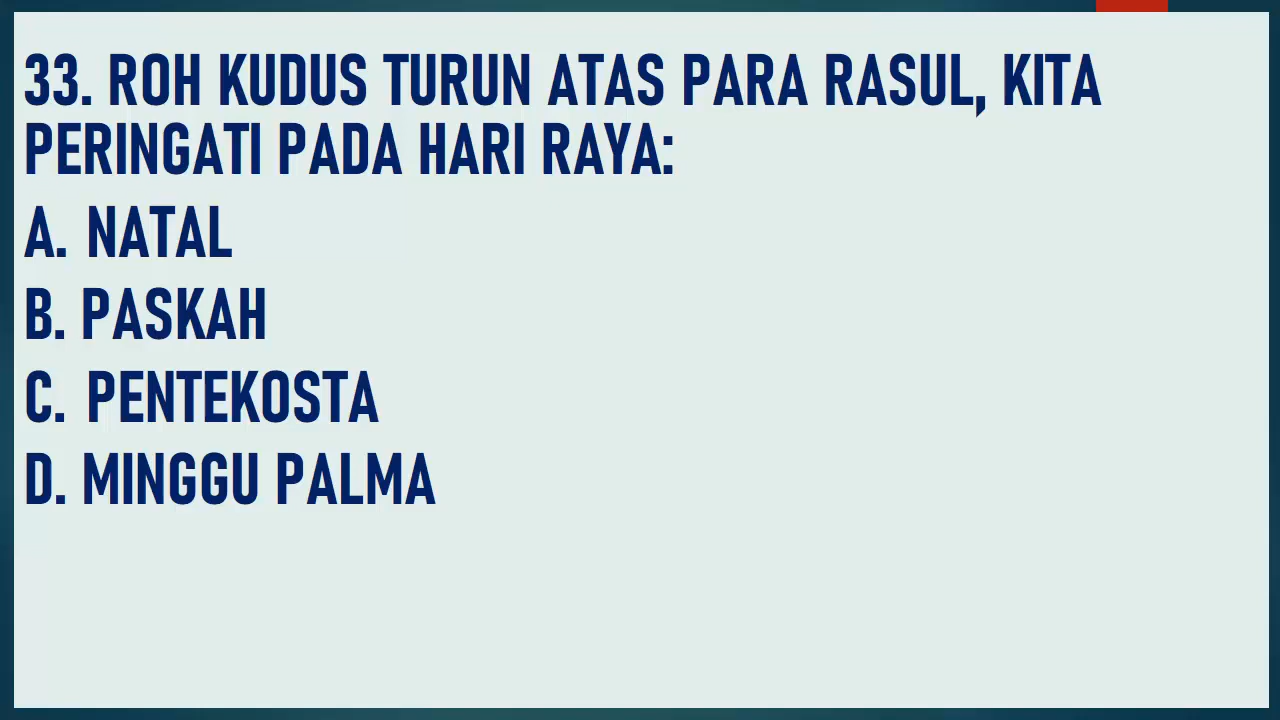 33. ROH KUDUS TURUN ATAS PARA RASUL, KITA
PERINGATI PADA HARI RAYA:
A. NATAL
B. PASKAH
C. PENTEKOSTA
D. MINGGU PALMA